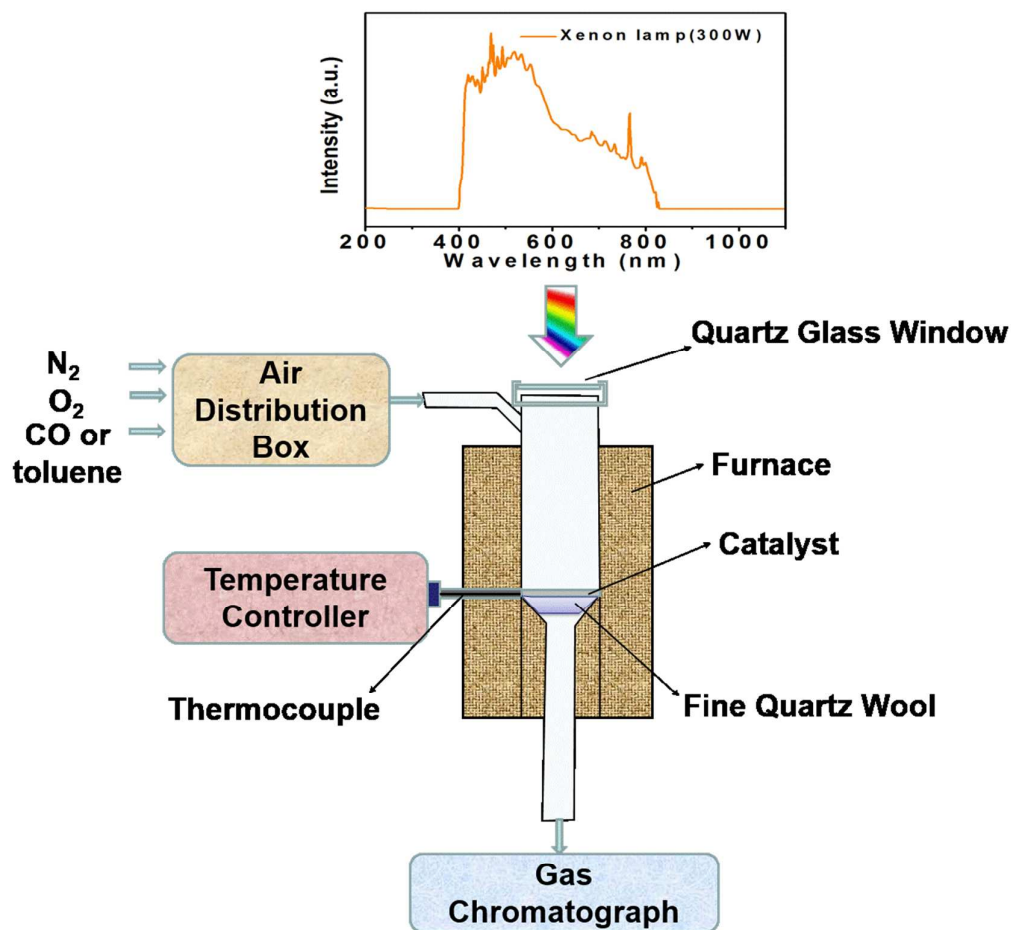 Xenon lamp(300W)
Intensity (a.u.)
200 400 600 800 1000
Wavelength (nm)
Quartz Glass Window
N2
O2
CO or
toluene
Air
Distribution
Box
Furnace
Catalyst
Temperature
Controller
Thermocouple
Fine Quartz Wool
Gas
Chromatograph